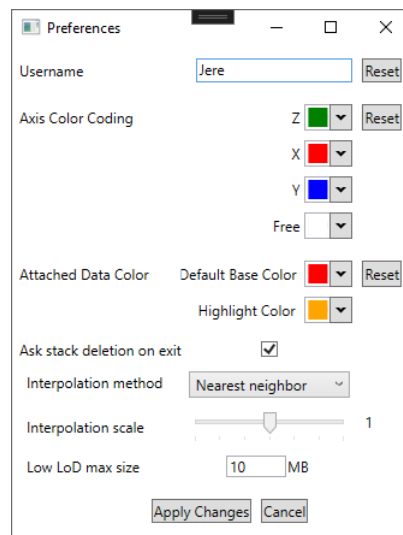 Preferences
Username Jere Reset
Axis Color Coding Z Reset
X
Y
Free
Attached Data Color Default Base Color Reset
Highlight Color
Ask stack deletion on exit
Interpolation method Nearest neighbor
Interpolation scale 1
Low LoD max size 10 MB
Apply Changes Cancel